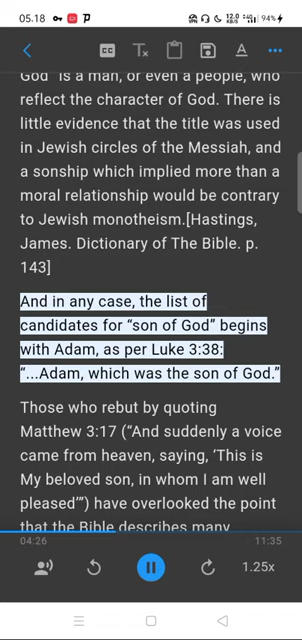 05.18
94%
CC
God" is a man, or even a people, who
reflect the character of God. There is
little evidence that the title was used
in Jewish circles of the Messiah, and
a sonship which implied more than a
moral relationship would be contrary
to Jewish monotheism.[Hastings,
James. Dictionary of The Bible. p.
143]
And in any case, the list of
candidates for “son of God” begins
with Adam, as per Luke 3:38:
“...Adam, which was the son of God.”
Those who rebut by quoting
Matthew 3:17 (“And suddenly a voice
came from heaven, saying, ‘This is
My beloved son, in whom I am well
pleased’”) have overlooked the point
that the Bible describes many
04:26
11:35
1.25x